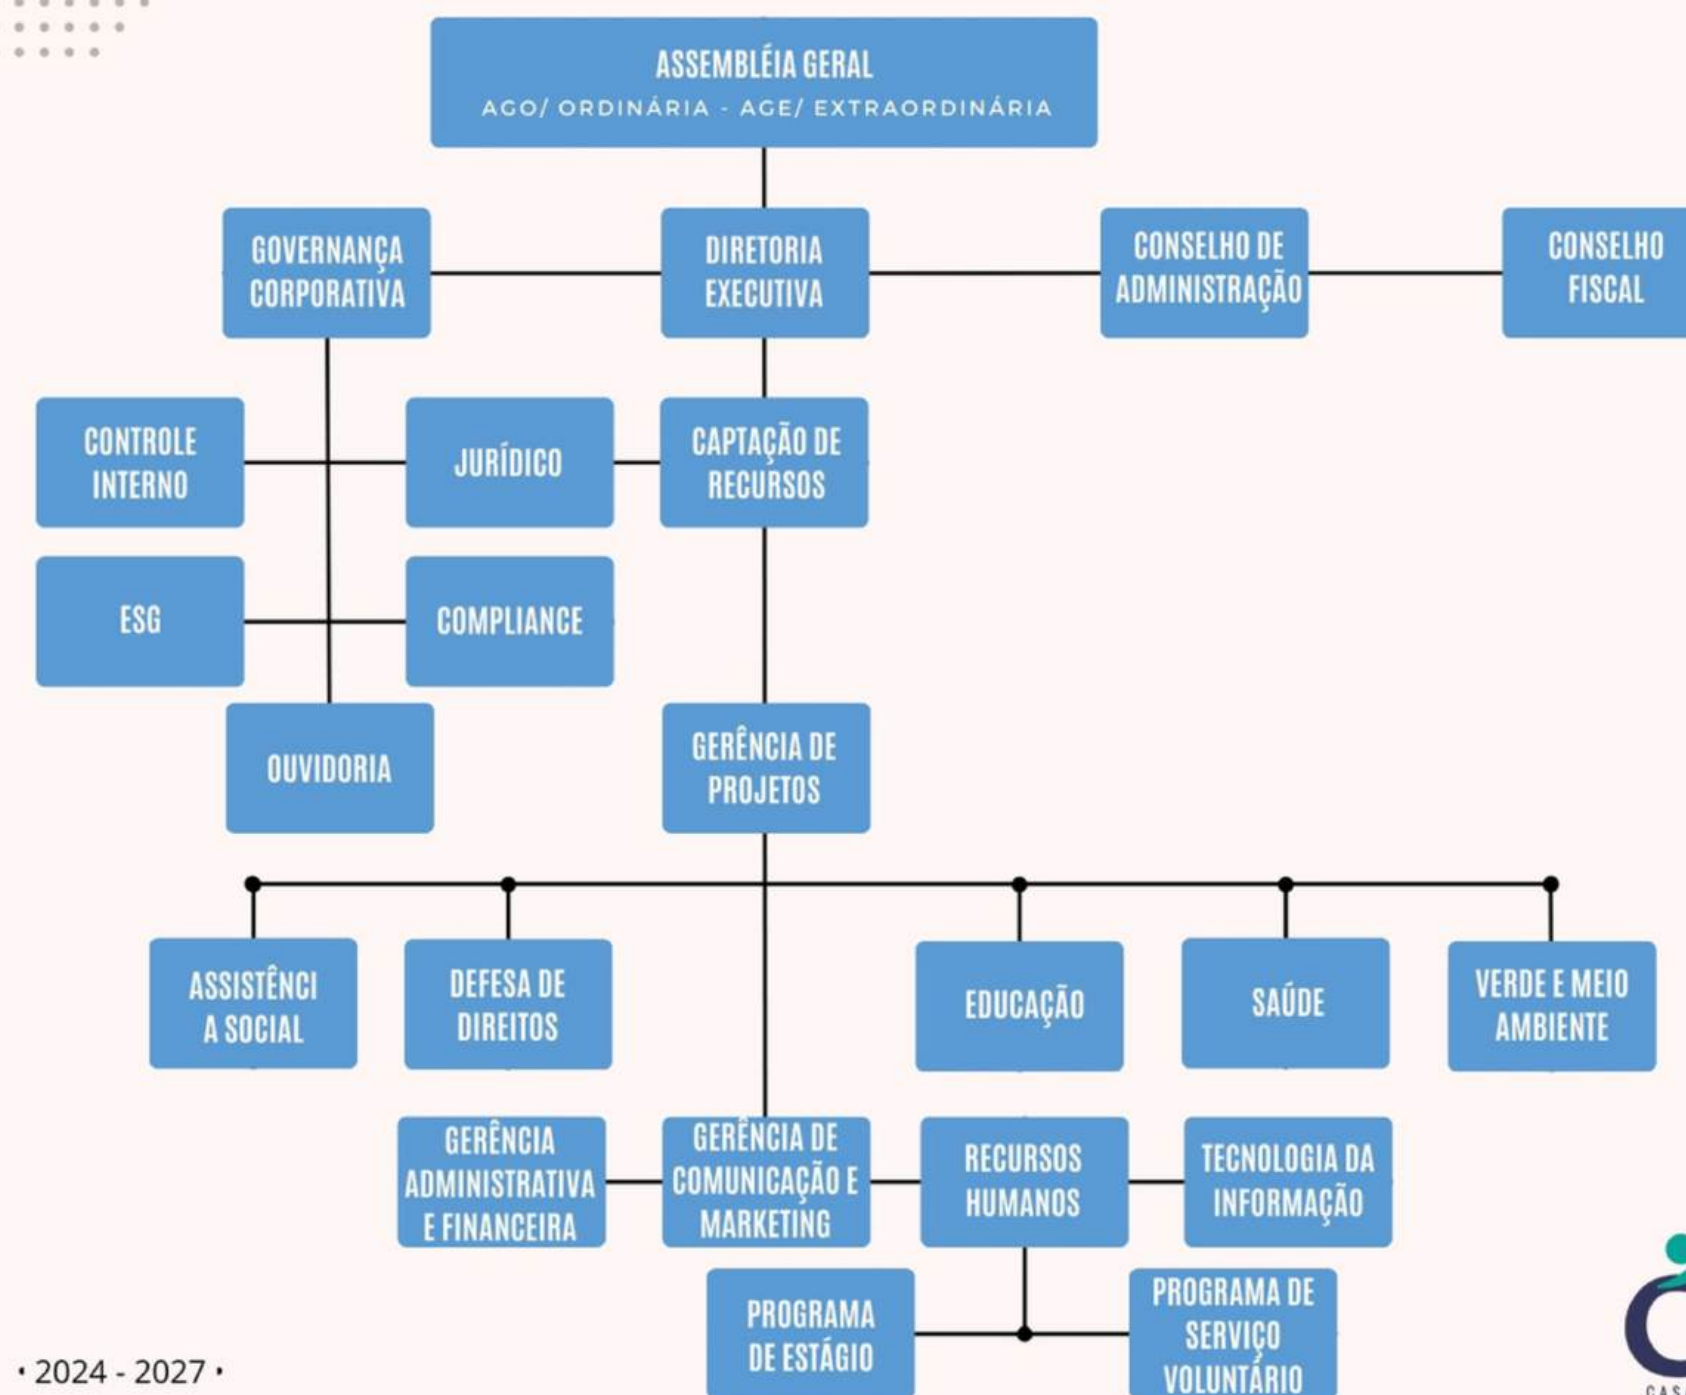 ASSEMBLÉIA GERAL
AGO/ ORDINÁRIA - AGE/ EXTRAORDINÁRIA
GOVERNANÇA
CORPORATIVA
DIRETORIA
EXECUTIVA
CONSELHO DE
ADMINISTRAÇÃO
CONSELHO
FISCAL
CONTROLE
INTERNO
JURÍDICO
CAPTAÇÃO DE
RECURSOS
ESG
COMPLIANCE
OUVIDORIA
GERÊNCIA DE
PROJETOS
ASSISTÊNCI
A SOCIAL
DEFESA DE
DIREITOS
EDUCAÇÃO
SAÚDE
VERDE E MEIO
AMBIENTE
GERÊNCIA
ADMINISTRATIVA
E FINANCEIRA
GERÊNCIA DE
COMUNICAÇÃO E
MARKETING
RECURSOS
HUMANOS
TECNOLOGIA DA
INFORMAÇÃO
PROGRAMA
DE ESTÁGIO
PROGRAMA DE
SERVIÇO
VOLUNTÁRIO
• 2024 - 2027 •